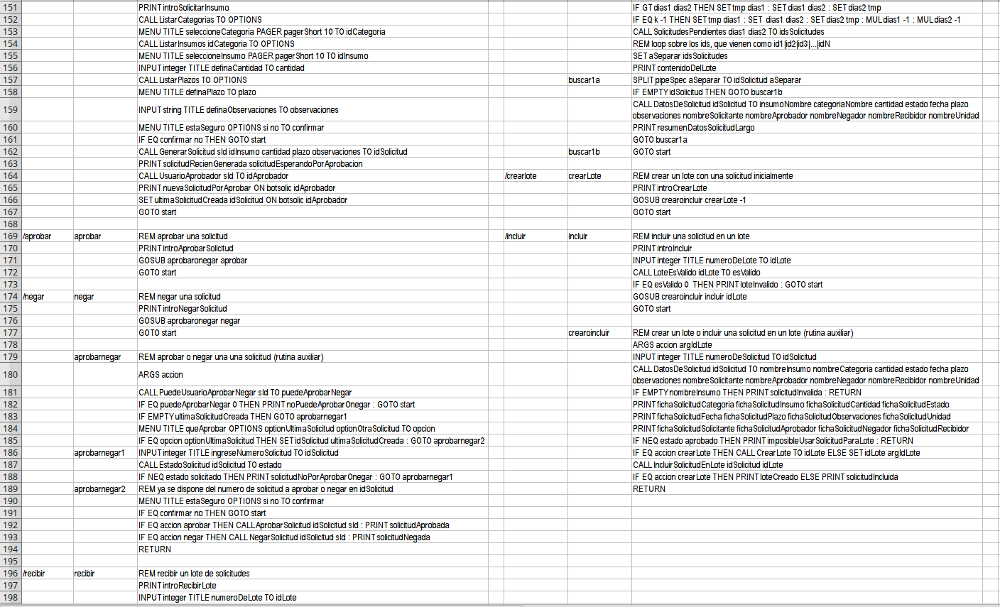 151 PRINT introSolicitarInsumo IF GT dias1 dias2 THEN SET tmp dias1 : SET dias1 dias2 : SET dias2 tmp
152 CALL ListarCategorias TO OPTIONS IF EQ k -1 THEN SET tmp dias1 : SET dias1 dias2 : SET dias2 tmp : MUL dias1 -1 : MUL dias2 -1
153 MENU TITLE seleccioneCategoria PAGER pagerShort 10 TO idCategoria CALL SolicitudesPendientes dias1 dias2 TO idsSolicitudes
154 CALL ListarInsumos idCategoria TO OPTIONS REM loop sobre los ids, que vienen como id1|id2|id3|...|idN
155 MENU TITLE seleccioneInsumo PAGER pagerShort 10 TO idInsumo SET aSeparar idsSolicitudes
156 INPUT integer TITLE definaCantidad TO cantidad PRINT contenidoDelLote
157 CALL ListarPlazos TO OPTIONS buscar1a SPLIT pipeSpec aSeparar TO idSolicitud aSeparar
158 MENU TITLE definaPlazo TO plazo IF EMPTY idSolicitud THEN GOTO buscar1b
159 INPUT string TITLE definaObservaciones TO observaciones CALL DatosDeSolicitud idSolicitud TO insumoNombre categoriaNombre cantidad estado fecha plazo
observaciones nombreSolicitante nombreAprobador nombreNegador nombreRecibidor nombreUnidad
160 MENU TITLE estaSeguro OPTIONS si no TO confirmar PRINT resumenDatosSolicitudLargo
161 IF EQ confirmar no THEN GOTO start GOTO buscar1a
162 CALL GenerarSolicitud sId idInsumo cantidad plazo observaciones TO idSolicitud buscar1b GOTO start
163 PRINT solicitudRecienGenerada solicitudEsperandoPorAprobacion
164 CALL UsuarioAprobador sId TO idAprobador /crearlote crearLote REM crear un lote con una solicitud inicialmente
165 PRINT nuevaSolicitudPorAprobar ON botsolic idAprobador PRINT introCrearLote
166 SET ultimaSolicitudCreada idSolicitud ON botsolic idAprobador GOSUB crearoincluir crearLote -1
167 GOTO start GOTO start
168
169 /aprobar aprobar REM aprobar una solicitud /incluir incluir REM incluir una solicitud en un lote
170 PRINT introAprobarSolicitud PRINT introIncluir
171 GOSUB aprobaronegar aprobar INPUT integer TITLE numeroDeLote TO idLote
172 GOTO start CALL LoteEsValido idLote TO esValido
173 IF EQ esValido 0 THEN PRINT loteInvalido : GOTO start
174 /negar negar REM negar una solicitud GOSUB crearoincluir incluir idLote
175 PRINT introNegarSolicitud GOTO start
176 GOSUB aprobaronegar negar
177 GOTO start crearoincluir REM crear un lote o incluir una solicitud en un lote (rutina auxiliar)
178 ARGS accion argIdLote
179 aprobarnegar REM aprobar o negar una una solicitud (rutina auxiliar) INPUT integer TITLE numeroDeSolicitud TO idSolicitud
180 ARGS accion CALL DatosDeSolicitud idSolicitud TO nombreInsumo nombreCategoria cantidad estado fecha plazo
observaciones nombreSolicitante nombreAprobador nombreNegador nombreRecibidor nombreUnidad
181 CALL PuedeUsuarioAprobarNegar sId TO puedeAprobarNegar IF EMPTY nombreInsumo THEN PRINT solicitudInvalida : RETURN
182 IF EQ puedeAprobarNegar 0 THEN PRINT noPuedeAprobarOnegar : GOTO start PRINT fichaSolicitudCategoria fichaSolicitudInsumo fichaSolicitudCantidad fichaSolicitudEstado
183 IF EMPTY ultimaSolicitudCreada THEN GOTO aprobarnegar1 PRINT fichaSolicitudFecha fichaSolicitudPlazo fichaSolicitudObservaciones fichaSolicitudUnidad
184 MENU TITLE queAprobar OPTIONS optionUltimaSolicitud optionOtraSolicitud TO opcion PRINT fichaSolicitudSolicitante fichaSolicitudAprobador fichaSolicitudNegador fichaSolicitudRecibidor
185 IF EQ opcion optionUltimaSolicitud THEN SET idSolicitud ultimaSolicitudCreada : GOTO aprobarnegar2 IF NEQ estado aprobado THEN PRINT imposibleUsarSolicitudParaLote : RETURN
186 aprobarnegar1 INPUT integer TITLE ingreseNumeroSolicitud TO idSolicitud IF EQ accion crearLote THEN CALL CrearLote TO idLote ELSE SET idLote argIdLote
187 CALL EstadoSolicitud idSolicitud TO estado CALL IncluirSolicitudEnLote idSolicitud idLote
188 IF NEQ estado solicitado THEN PRINT solicitudNoPorAprobarOnegar : GOTO aprobarnegar1 IF EQ accion crearLote THEN PRINT loteCreado ELSE PRINT solicitudIncluida
189 aprobarnegar2 REM ya se dispone del numero de solicitud a aprobar o negar en idSolicitud RETURN
190 MENU TITLE estaSeguro OPTIONS si no TO confirmar
191 IF EQ confirmar no THEN GOTO start
192 IF EQ accion aprobar THEN CALL AprobarSolicitud idSolicitud sId : PRINT solicitudAprobada
193 IF EQ accion negar THEN CALL NegarSolicitud idSolicitud sId : PRINT solicitudNegada
194 RETURN
195
196 /recibir recibir REM recibir un lote de solicitudes
197 PRINT introRecibirLote
198 INPUT integer TITLE numeroDeLote TO idLote